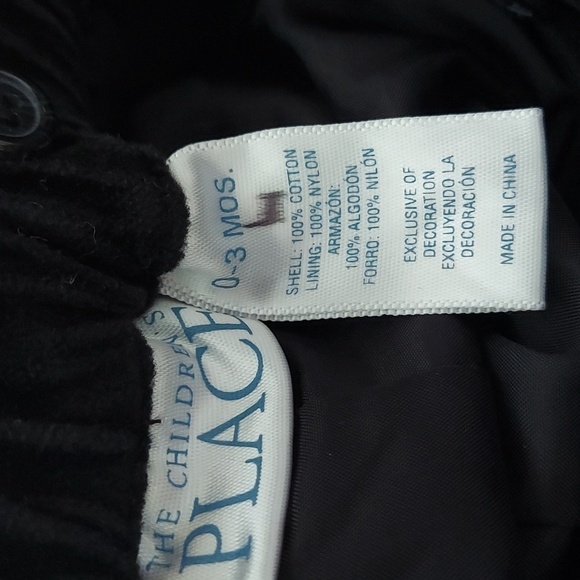 0-3 MOS.
SHELL: 100% COTTON
LINING: 100% NYLON
ARMAZÓN:
100% ALGODÓN
FORRO: 100% NILÓN
EXCLUSIVE OF
DECORATION
EXCLUYENDO LA
DECORACIÓN
MADE IN CHINA
THE CHILDREN'S
PLACE